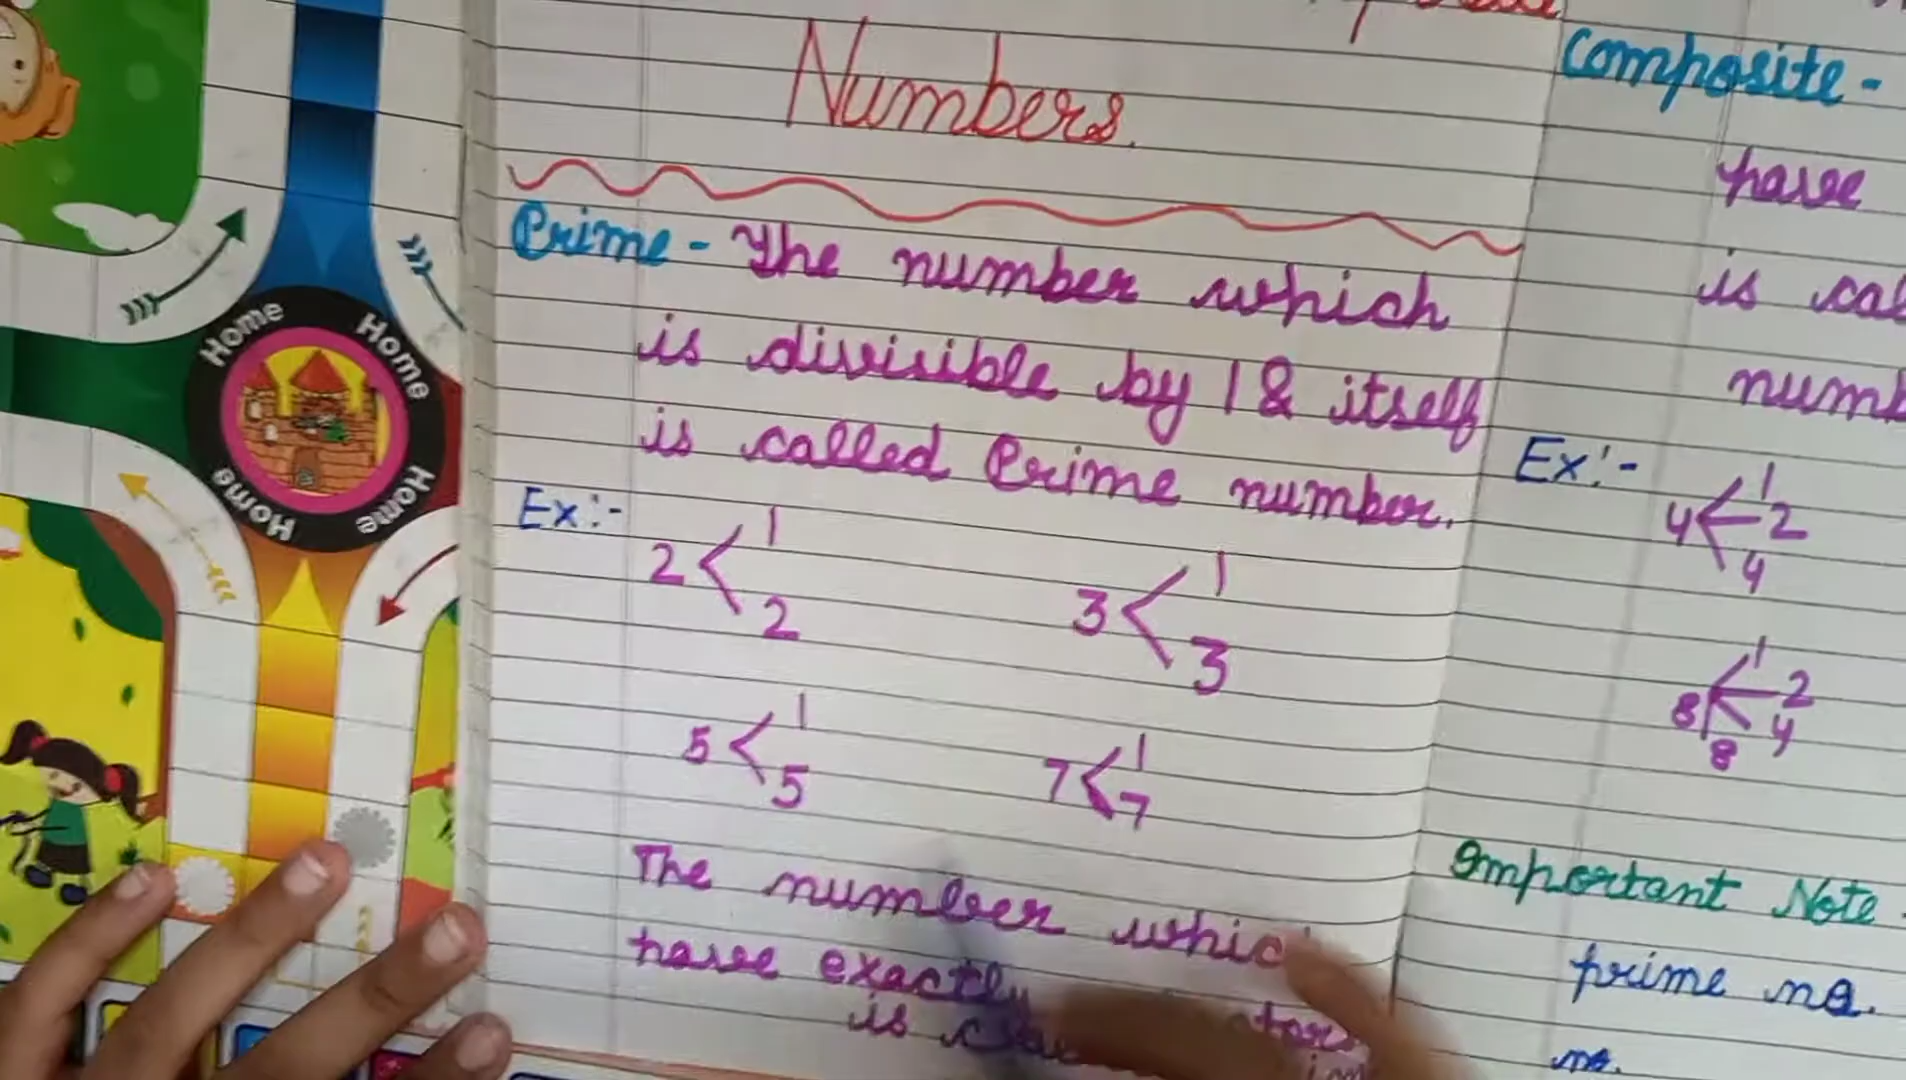 Numbers.
Prime - The number which
is divisible by 1 & itself
is called Prime number.
Ex:-
2 < 1 2
3 < 1 3
5 < 1 5
7 < 1 7
The number which
have exactly
is
Composite -
have
is
Ex:-
4 < 1 2 4
8 < 1 2 4 8
Important Note -
prime no.
no.
Home
Home
Home
Home